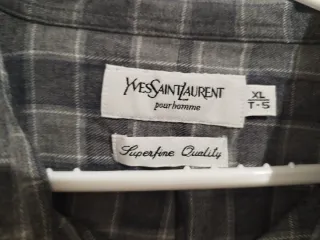 YVESSAINTLAURENT
pour homme
XL
T-5
Superfine Quality